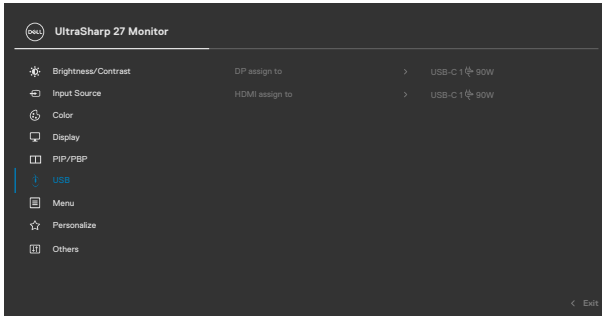 DELL UltraSharp 27 Monitor
Brightness/Contrast DP assign to > USB-C 1 90W
Input Source HDMI assign to > USB-C 1 90W
Color
Display
PIP/PBP
USB
Menu
Personalize
Others
< Exit